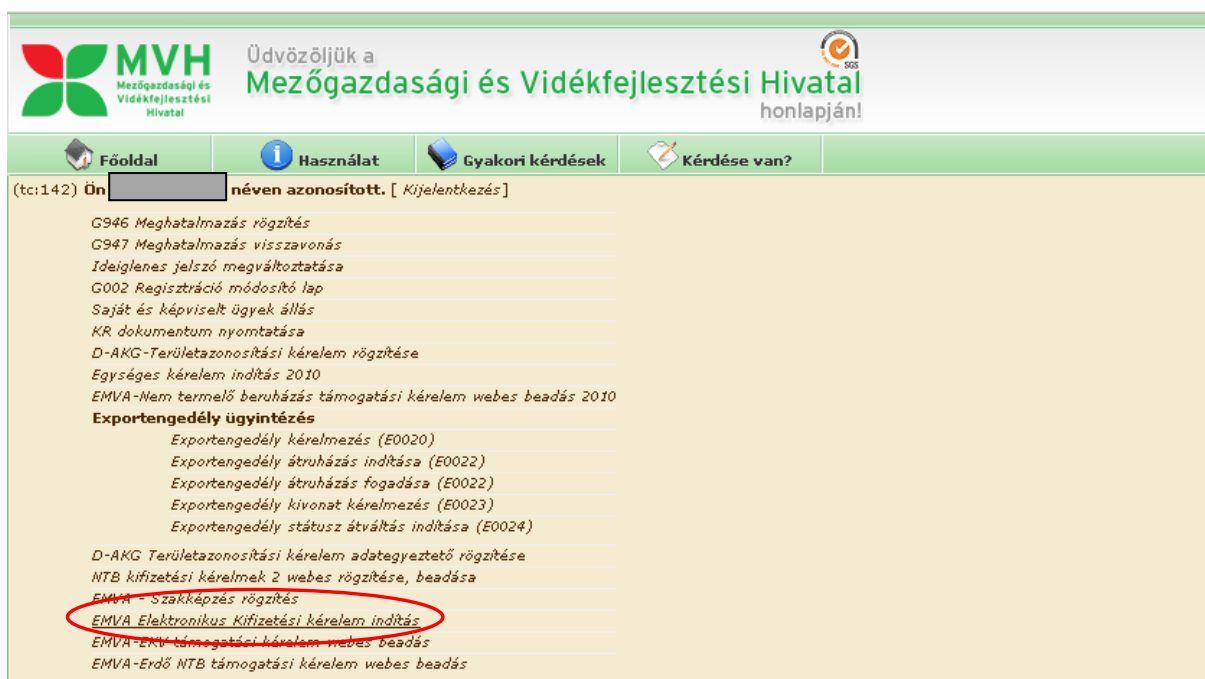 MVH
Mezőgazdasági és
Vidékfejlesztési
Hivatal
Üdvözöljük a
Mezőgazdasági és Vidékfejlesztési Hivatal
honlapján!
SGS
Főoldal
Használat
Gyakori kérdések
Kérdése van?
(tc:142) Ön néven azonosított. [ Kijelentkezés]
G946 Meghatalmazás rögzítés
G947 Meghatalmazás visszavonás
Ideiglenes jelszó megváltoztatása
G002 Regisztráció módosító lap
Saját és képviselt ügyek állás
KR dokumentum nyomtatása
D-AKG-Területazonosítási kérelem rögzítése
Egységes kérelem indítás 2010
EMVA-Nem termelő beruházás támogatási kérelem webes beadás 2010
Exportengedély ügyintézés
Exportengedély kérelmezés (E0020)
Exportengedély átruházás indítása (E0022)
Exportengedély átruházás fogadása (E0022)
Exportengedély kivonat kérelmezés (E0023)
Exportengedély státusz átváltás indítása (E0024)
D-AKG Területazonosítási kérelem adategyeztető rögzítése
NTB kifizetési kérelmek 2 webes rögzítése, beadása
EMVA - Szakképzés rögzítés
EMVA Elektronikus Kifizetési kérelem indítás
EMVA-EKV támogatási kérelem webes beadás
EMVA-Erdő NTB támogatási kérelem webes beadás